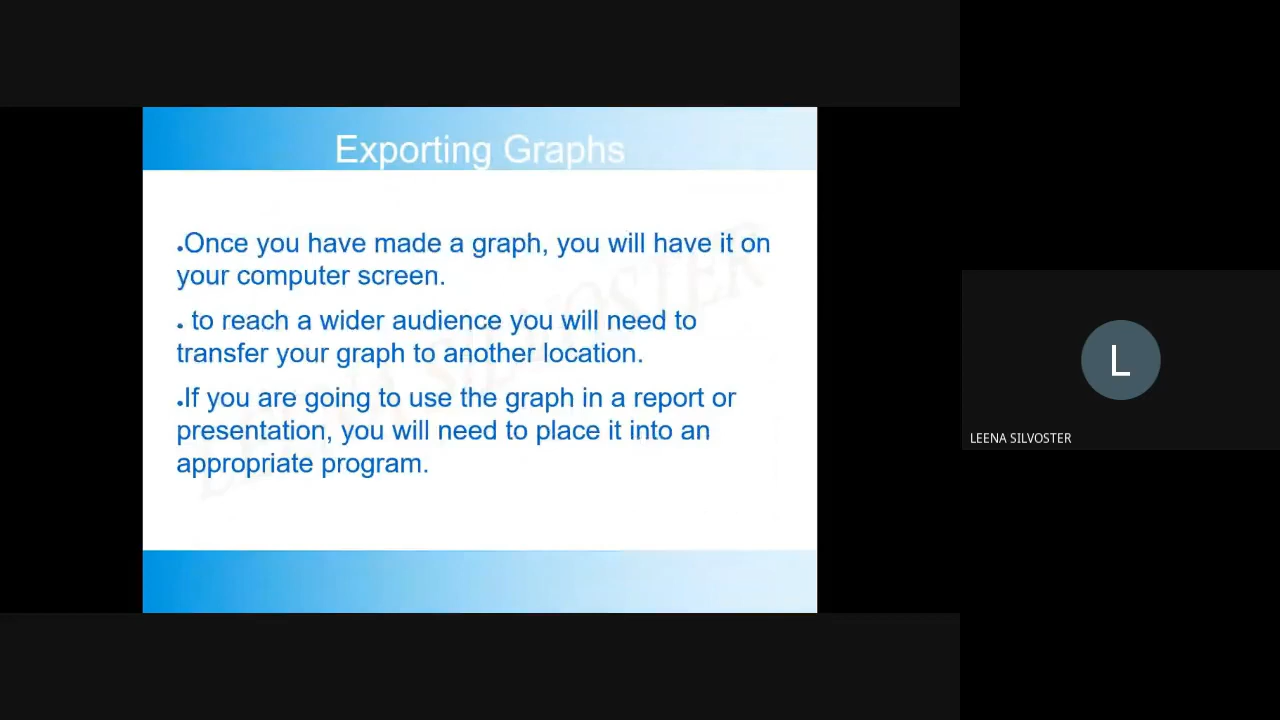 Exporting Graphs
•Once you have made a graph, you will have it on
your computer screen.
• to reach a wider audience you will need to
transfer your graph to another location.
•If you are going to use the graph in a report or
presentation, you will need to place it into an
appropriate program.
LEENA SILVOSTER
L
LEENA SILVOSTER